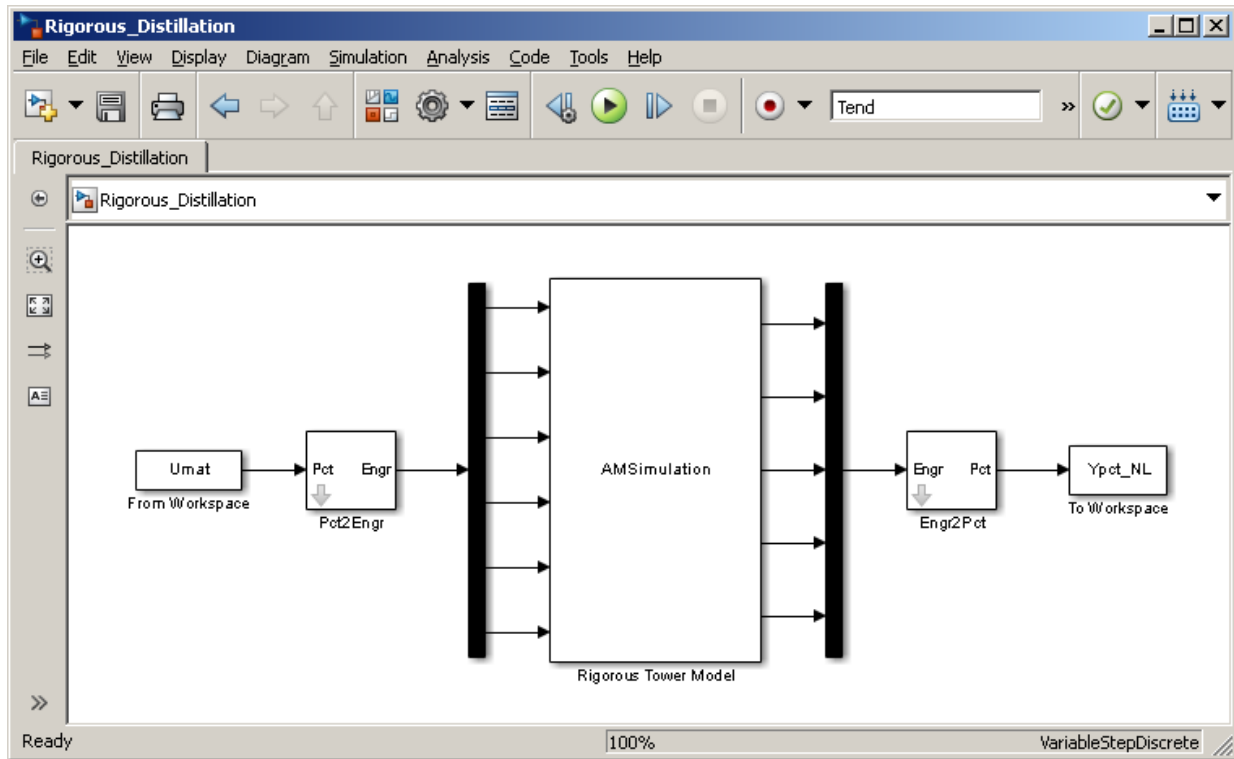 Rigorous_Distillation
File Edit View Display Diagram Simulation Analysis Code Tools Help
Tend
Rigorous_Distillation
Rigorous_Distillation
Umat
From Workspace
Pct Engr
Pct2Engr
AMSimulation
Rigorous Tower Model
Engr Pct
Engr2Pct
Ypct_NL
To Workspace
Ready 100% VariableStepDiscrete